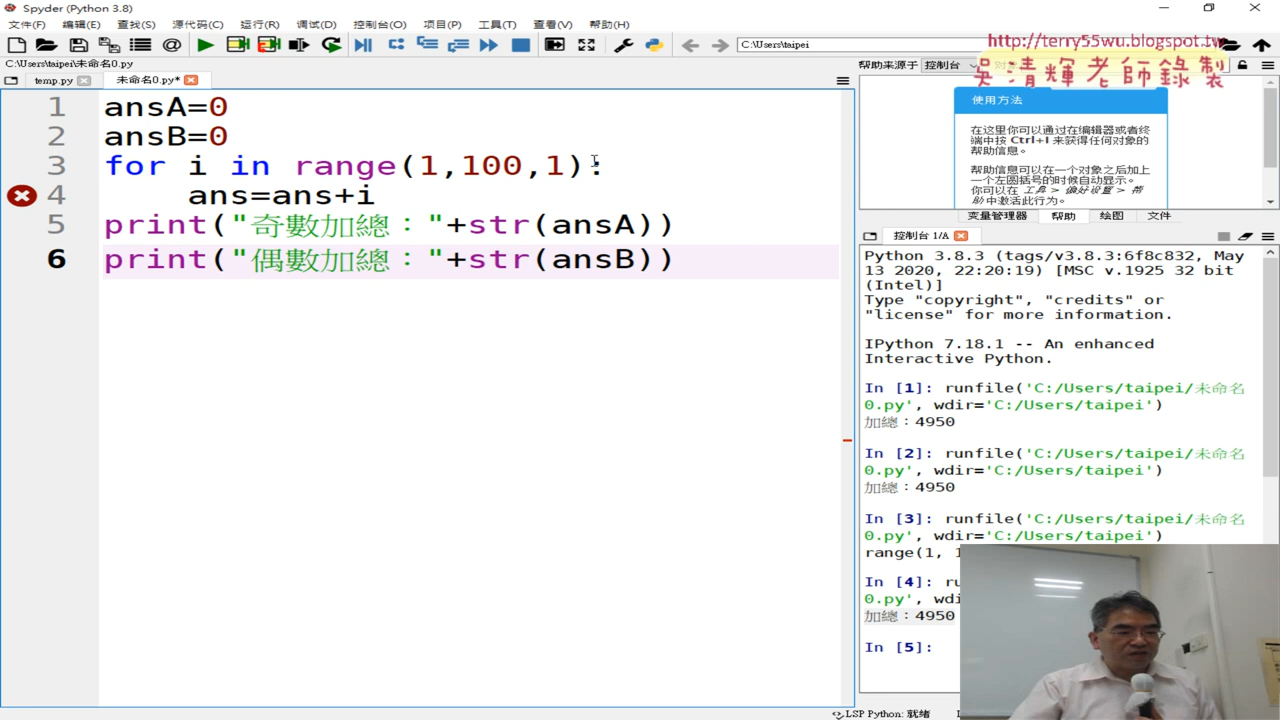 Spyder (Python 3.8)
文件(F) 编辑(E) 查找(S) 源代码(C) 运行(R) 调试(D) 控制台(O) 项目(P) 工具(T) 查看(V) 帮助(H)
C:\Users\taipei
http://terry55wu.blogspot.tw
吳清輝老師錄製
C:\Users\taipei\未命名0.py
temp.py
未命名0.py*
1 ansA=0
2 ansB=0
3 for i in range(1,100,1):
4 ans=ans+i
5 print("奇數加總："+str(ansA))
6 print("偶數加總："+str(ansB))
帮助来源于 控制台
使用方法
在这里你可以通过在编辑器或者终
端中按 Ctrl+I 来获得任何对象的
帮助信息。
帮助信息可以在一个对象之后加上
一个左圆括号的时候自动显示。
你可以在 工具 > 偏好设置 > 帮
助 中激活此行为。
变量管理器 帮助 绘图 文件
控制台 1/A
Python 3.8.3 (tags/v3.8.3:6f8c832, May
13 2020, 22:20:19) [MSC v.1925 32 bit
(Intel)]
Type "copyright", "credits" or
"license" for more information.
IPython 7.18.1 -- An enhanced
Interactive Python.
In [1]: runfile('C:/Users/taipei/未命名
0.py', wdir='C:/Users/taipei')
加總：4950
In [2]: runfile('C:/Users/taipei/未命名
0.py', wdir='C:/Users/taipei')
加總：4950
In [3]: runfile('C:/Users/taipei/未命名
0.py', wdir='C:/Users/taipei')
range(1,
In [4]:
0.py', wd
加總：4950
In [5]:
LSP Python: 就绪